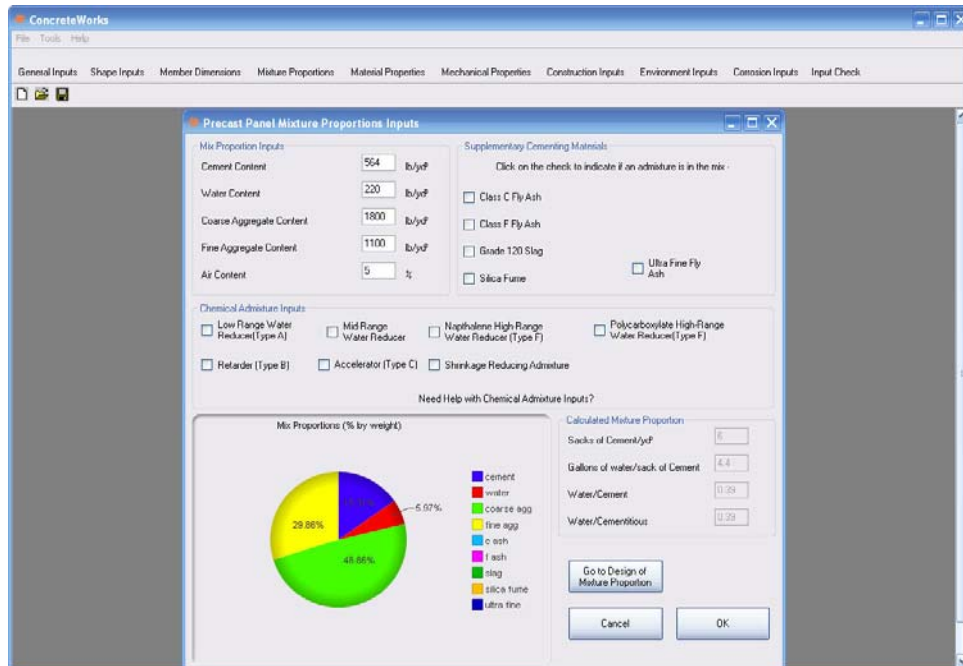 ConcreteWorks
File Tools Help
General Inputs Shape Inputs Member Dimensions Mixture Proportions Material Properties Mechanical Properties Construction Inputs Environment Inputs Corrosion Inputs Input Check
Precast Panel Mixture Proportions Inputs
Mix Proportion Inputs
Cement Content 564 lb/yd³
Water Content 220 lb/yd³
Coarse Aggregate Content 1800 lb/yd³
Fine Aggregate Content 1100 lb/yd³
Air Content 5 %
Supplementary Cementing Materials
Click on the check to indicate if an admixture is in the mix -
Class C Fly Ash
Class F Fly Ash
Grade 120 Slag
Silica Fume
Ultra Fine Fly
Ash
Chemical Admixture Inputs
Low Range Water
Reducer(Type A)
Mid-Range
Water Reducer
Napthalene High-Range
Water Reducer (Type F)
Polycarboxylate High-Range
Water Reducer(Type F)
Retarder (Type B) Accelerator (Type C) Shrinkage Reducing Admixture
Need Help with Chemical Admixture Inputs?
Mix Proportions (% by weight)
5.97%
29.86%
48.86%
cement
water
coarse agg
fine agg
c ash
f ash
slag
silica fume
ultra fine
Calculated Mixture Proportion
Sacks of Cement/yd³ 6
Gallons of water/sack of Cement 4.4
Water/Cement 0.39
Water/Cementitious 0.39
Go to Design of
Mixture Proportion
Cancel OK